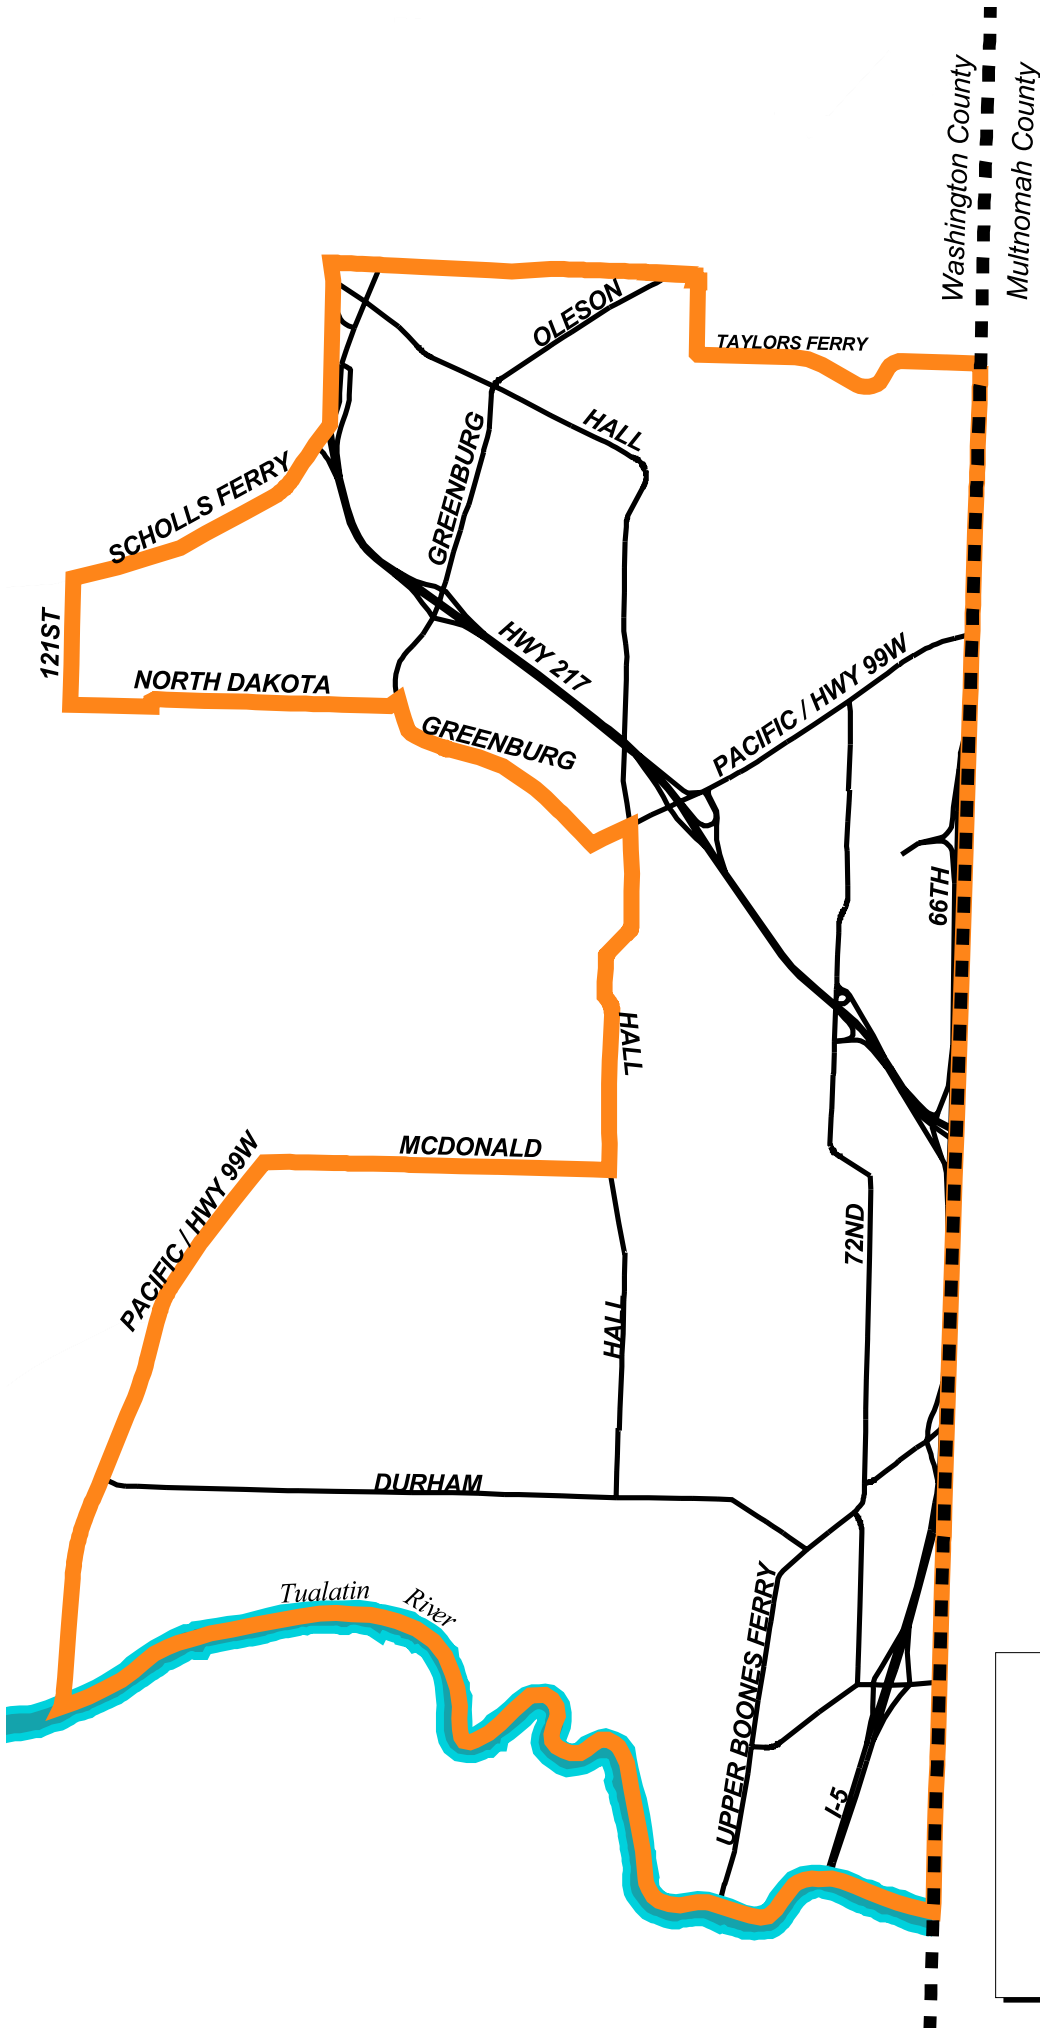 Washington County
Multnomah County
OLESON
TAYLORS FERRY
HALL
GREENBURG
SCHOLLS FERRY
121ST
HWY 217
NORTH DAKOTA
PACIFIC / HWY 99W
GREENBURG
66TH
HALL
MCDONALD
PACIFIC / HWY 99W
72ND
HALL
DURHAM
Tualatin River
UPPER BOONES FERRY
I-5